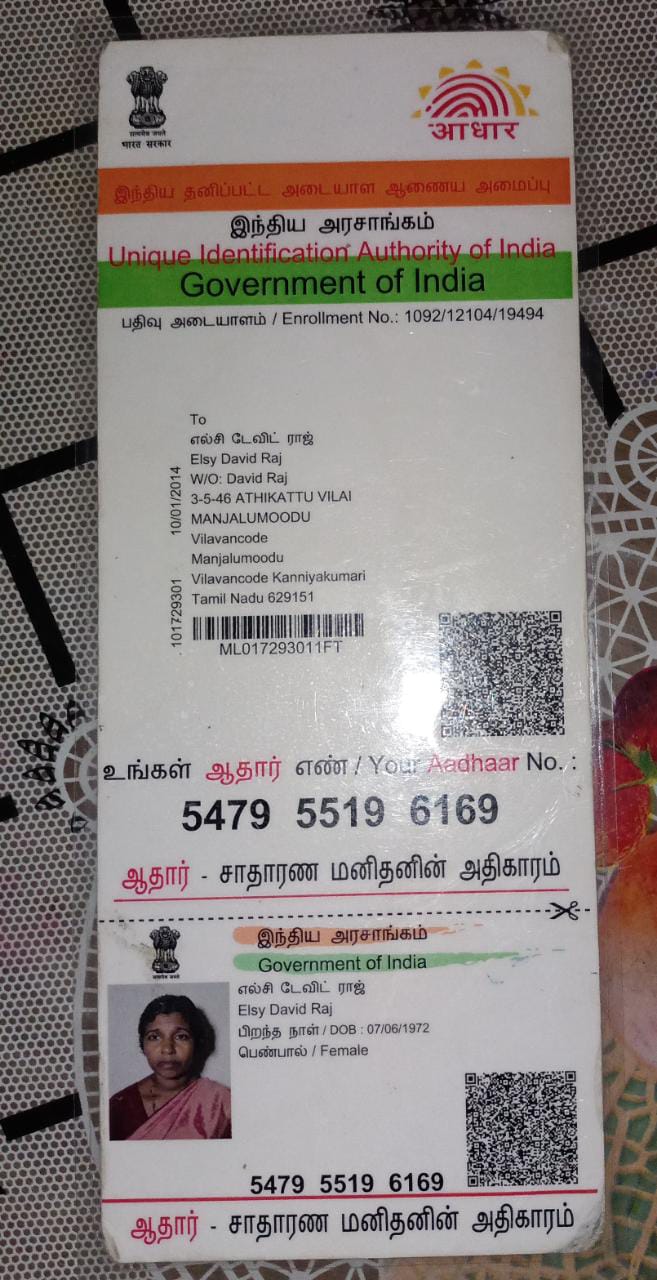 सत्यमेव जयते
भारत सरकार
आधार
இந்திய தனிப்பட்ட அடையாள ஆணைய அமைப்பு
இந்திய அரசாங்கம்
Unique Identification Authority of India
Government of India
பதிவு அடையாளம் / Enrollment No.: 1092/12104/19494
To
எல்சி டேவிட் ராஜ்
Elsy David Raj
W/O: David Raj
3-5-46 ATHIKATTU VILAI
MANJALUMOODU
Vilavancode
Manjalumoodu
Vilavancode Kanniyakumari
Tamil Nadu 629151
101729301 10/01/2014
ML017293011FT
உங்கள் ஆதார் எண் / Your Aadhaar No. :
5479 5519 6169
ஆதார் - சாதாரண மனிதனின் அதிகாரம்
இந்திய அரசாங்கம்
Government of India
எல்சி டேவிட் ராஜ்
Elsy David Raj
பிறந்த நாள் / DOB : 07/06/1972
பெண்பால் / Female
5479 5519 6169
ஆதார் - சாதாரண மனிதனின் அதிகாரம்